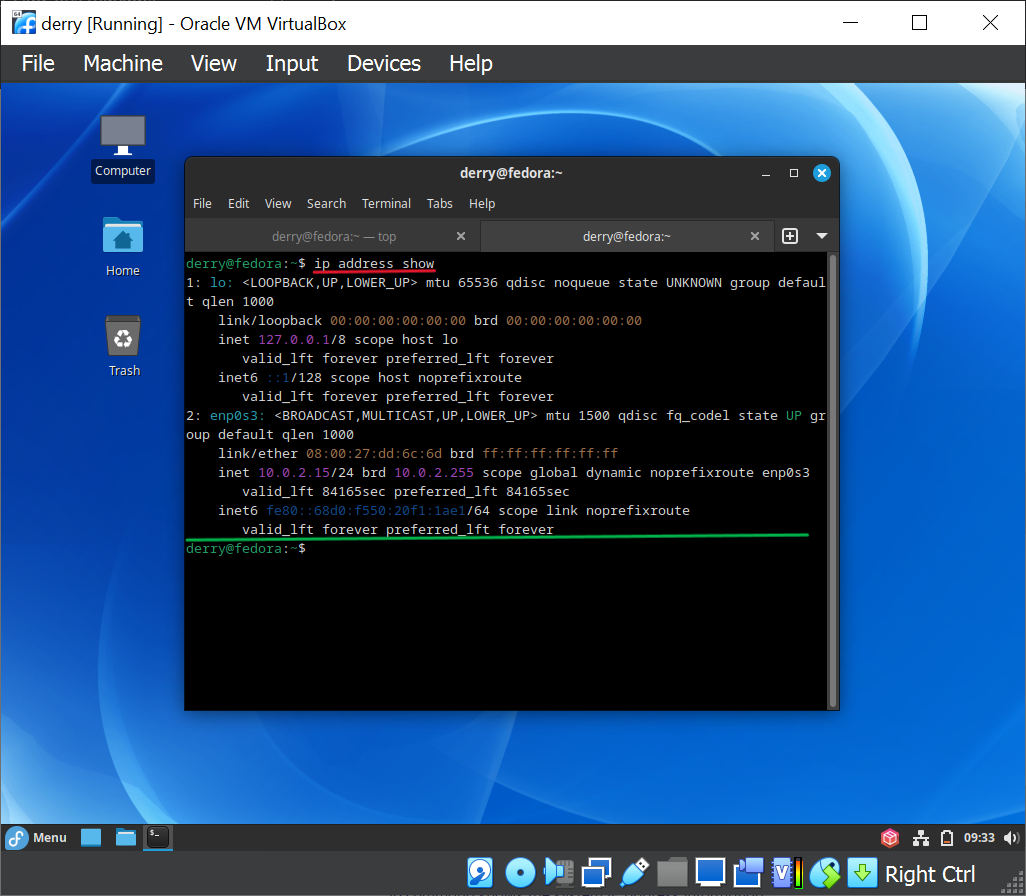 derry [Running] - Oracle VM VirtualBox
File Machine View Input Devices Help
Computer
Home
Trash
derry@fedora:~
File Edit View Search Terminal Tabs Help
derry@fedora:~ — top
derry@fedora:~
derry@fedora:~$ ip address show
1: lo: <LOOPBACK,UP,LOWER_UP> mtu 65536 qdisc noqueue state UNKNOWN group defaul
t qlen 1000
    link/loopback 00:00:00:00:00:00 brd 00:00:00:00:00:00
    inet 127.0.0.1/8 scope host lo
       valid_lft forever preferred_lft forever
    inet6 ::1/128 scope host noprefixroute
       valid_lft forever preferred_lft forever
2: enp0s3: <BROADCAST,MULTICAST,UP,LOWER_UP> mtu 1500 qdisc fq_codel state UP gr
oup default qlen 1000
    link/ether 08:00:27:dd:6c:6d brd ff:ff:ff:ff:ff:ff
    inet 10.0.2.15/24 brd 10.0.2.255 scope global dynamic noprefixroute enp0s3
       valid_lft 84165sec preferred_lft 84165sec
    inet6 fe80::68d0:f550:20f1:1ae1/64 scope link noprefixroute
       valid_lft forever preferred_lft forever
derry@fedora:~$
Menu
09:33
Right Ctrl